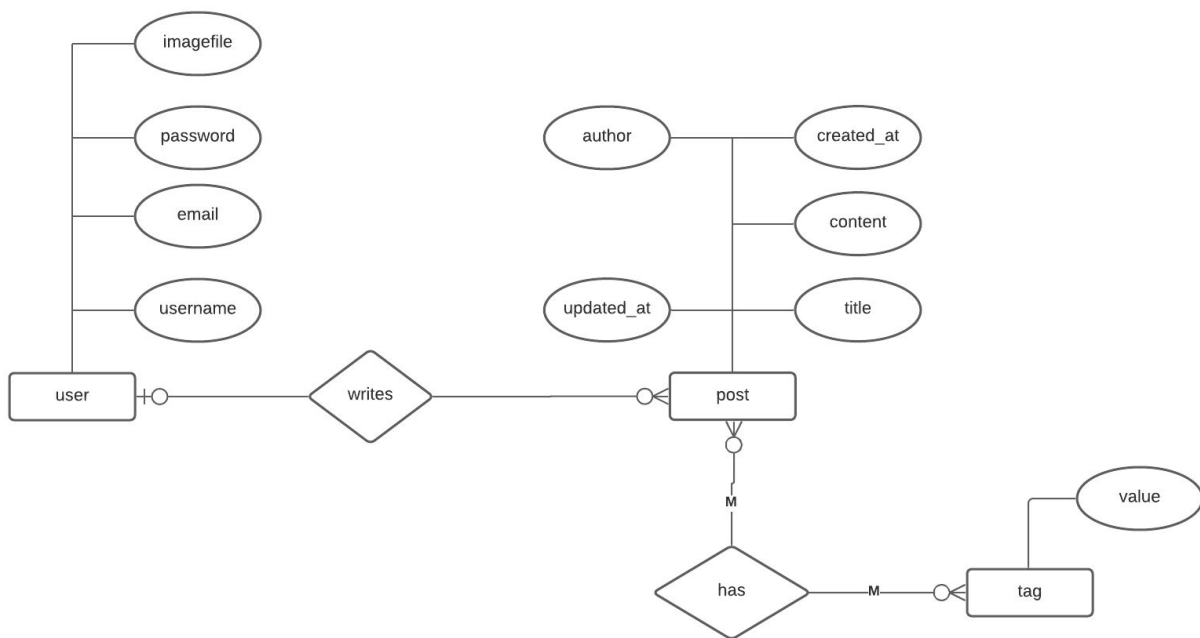 imagefile
password
author
created_at
email
content
username
updated_at
title
user
writes
post
M
value
has
M
tag